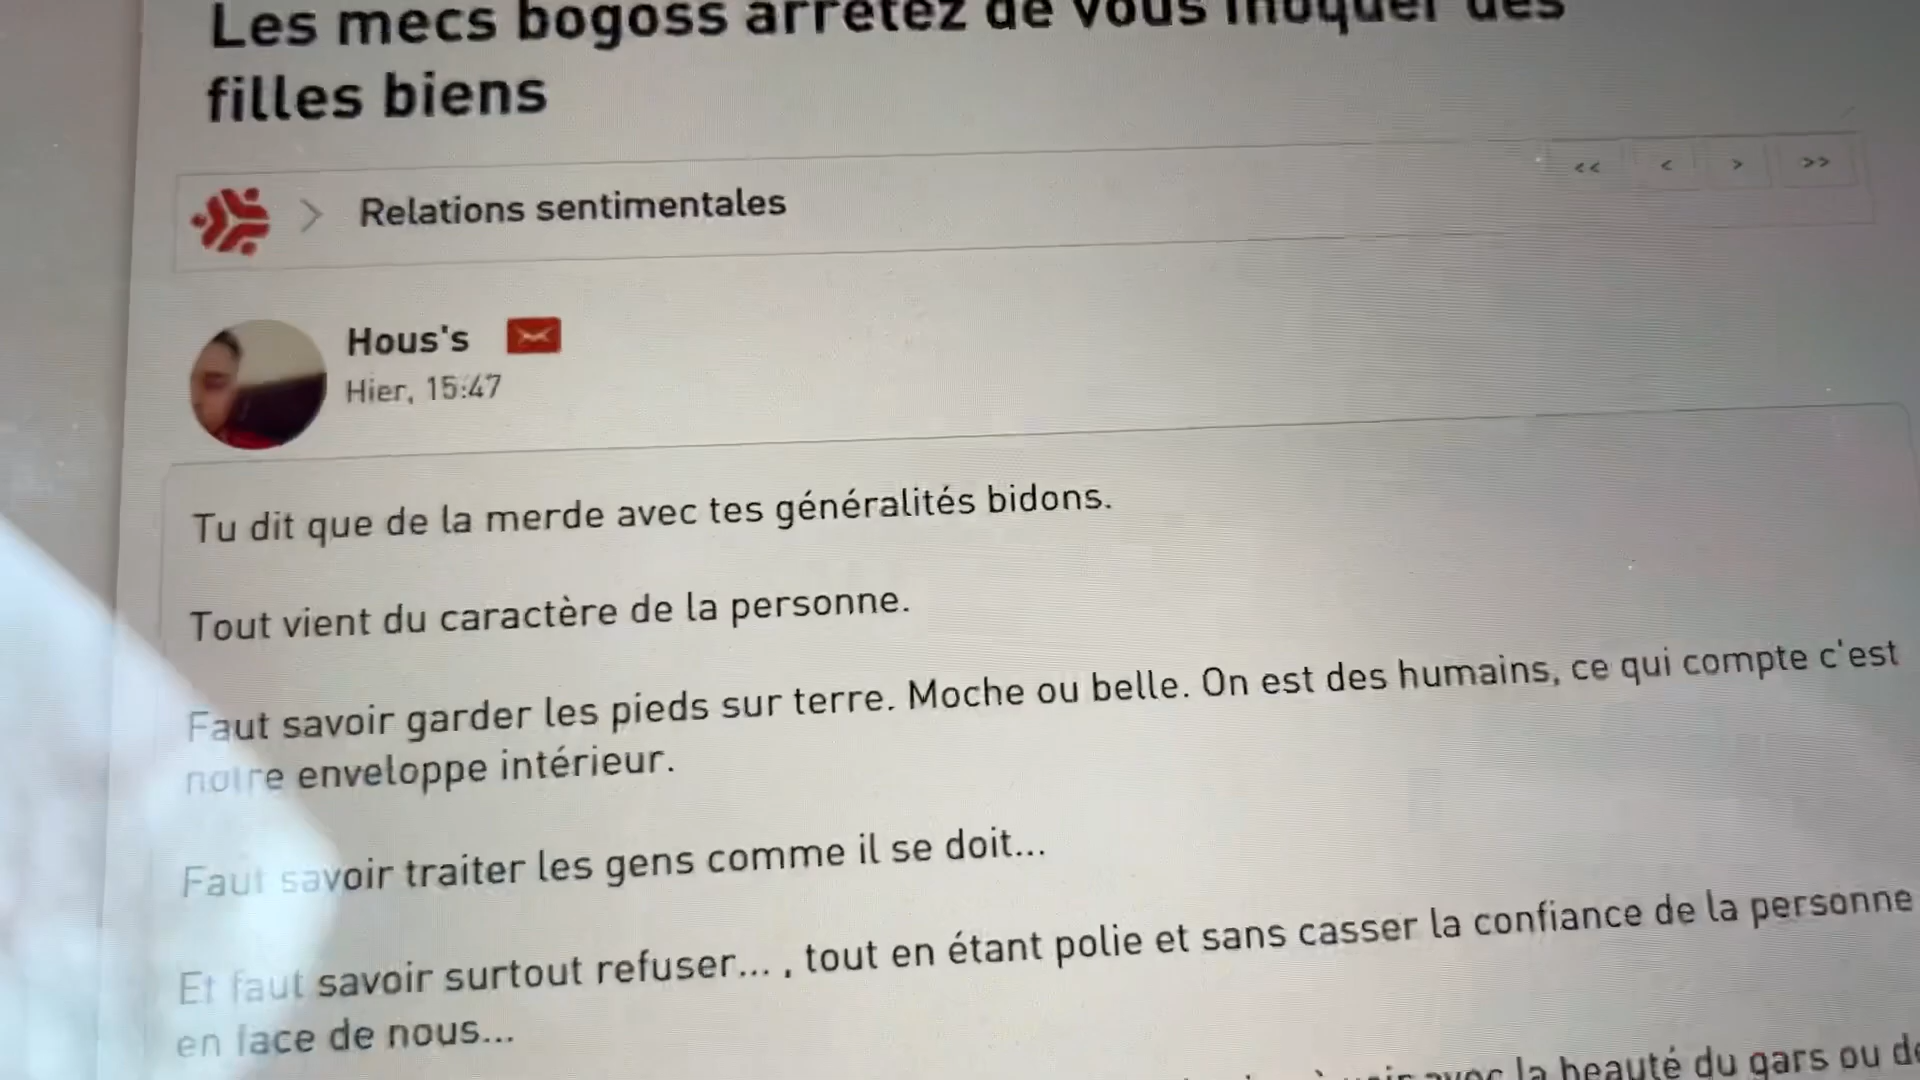 Les mecs bogoss arrêtez de vous moquer des
filles biens
<< < > >>
> Relations sentimentales
Hous's
Hier, 15:47
Tu dit que de la merde avec tes généralités bidons.
Tout vient du caractère de la personne.
Faut savoir garder les pieds sur terre. Moche ou belle. On est des humains, ce qui compte c'est
notre enveloppe intérieur.
Faut savoir traiter les gens comme il se doit...
Et faut savoir surtout refuser... , tout en étant polie et sans casser la confiance de la personne
en face de nous...
avec la beauté du gars ou